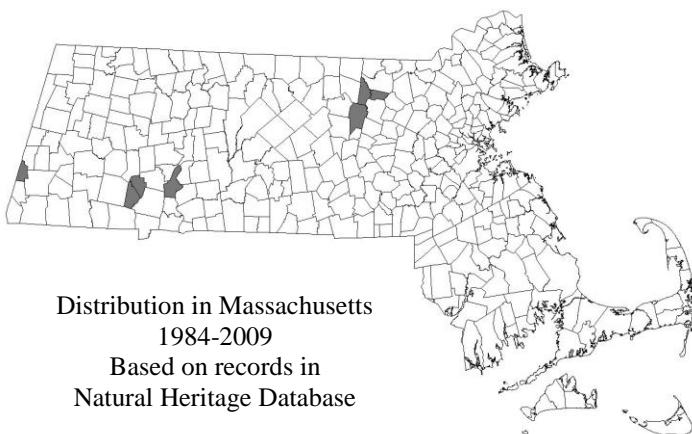 Distribution in Massachusetts
1984-2009
Based on records in
Natural Heritage Database